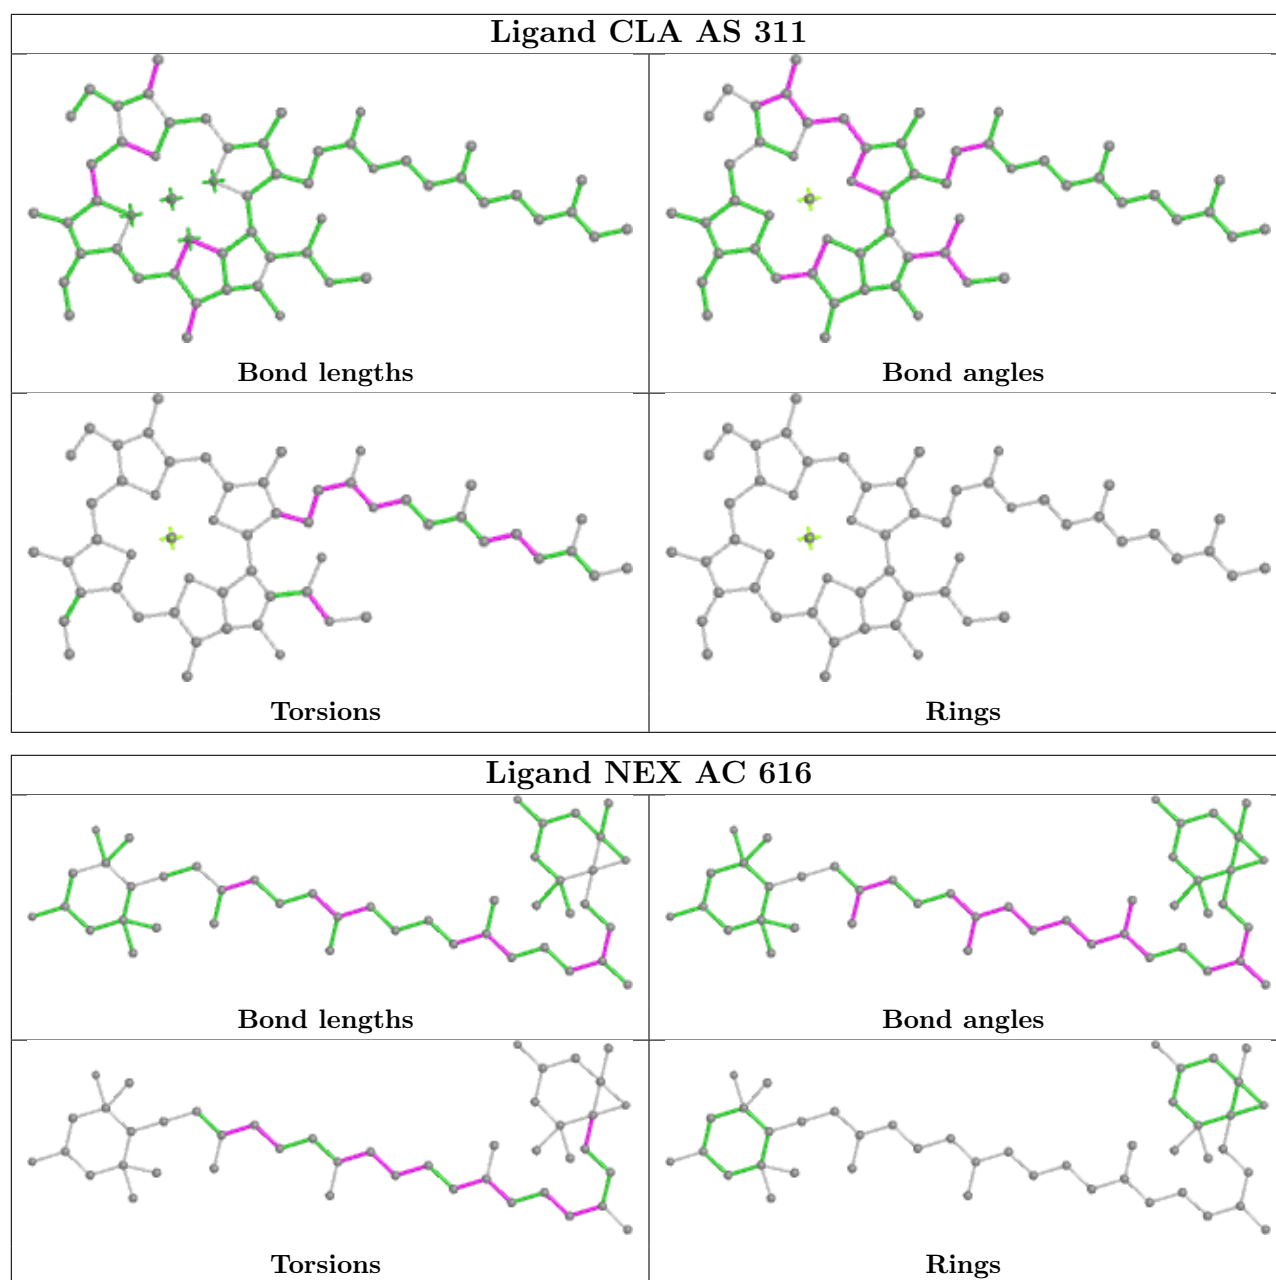 Ligand CLA AS 311
Bond lengths
Bond angles
Torsions
Rings
Ligand NEX AC 616
Bond lengths
Bond angles
Torsions
Rings